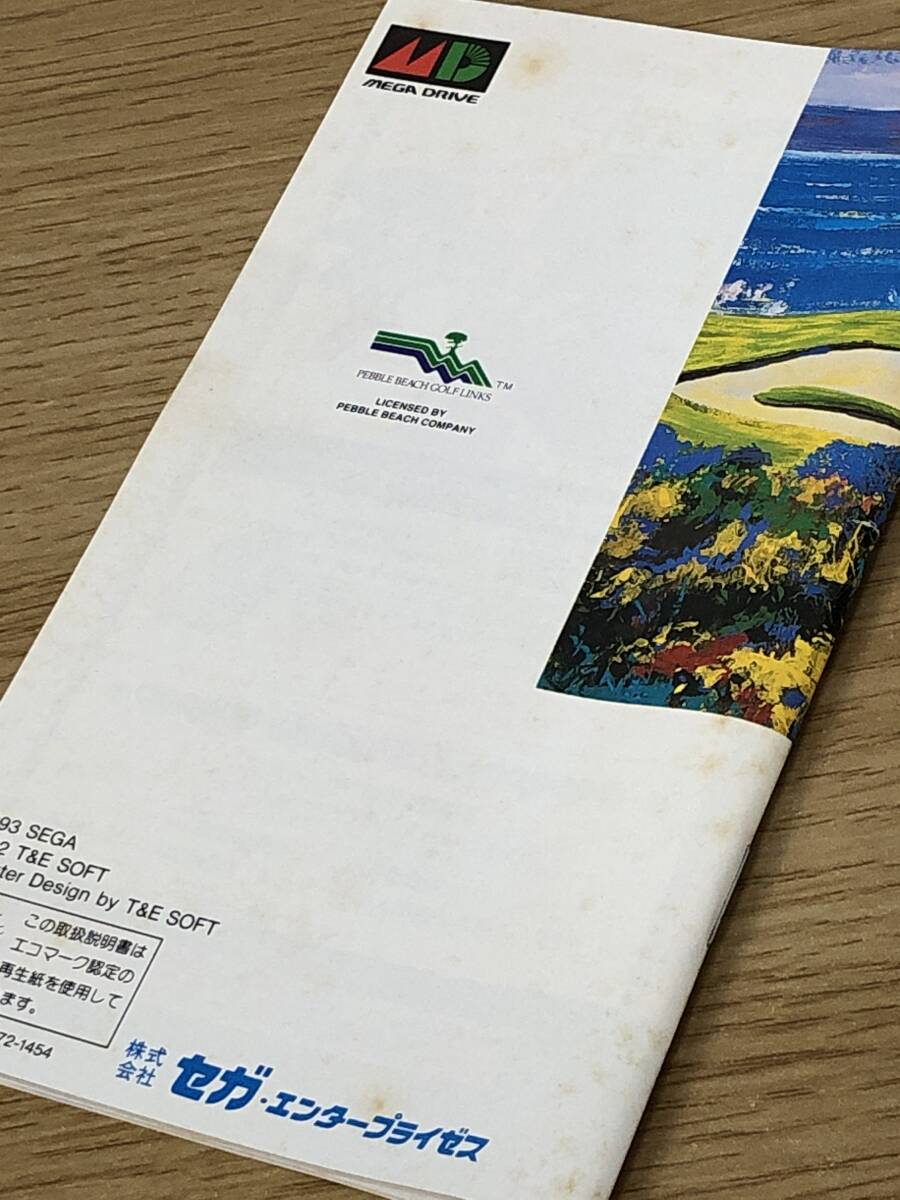 MD
MEGA DRIVE
PEBBLE BEACH GOLF LINKS ™
LICENSED BY
PEBBLE BEACH COMPANY
93 SEGA
2 T&E SOFT
ter Design by T&E SOFT
この取扱説明書は
エコマーク認定の
再生紙を使用して
ます。
72-1454
株式会社 セガ・エンタープライゼス